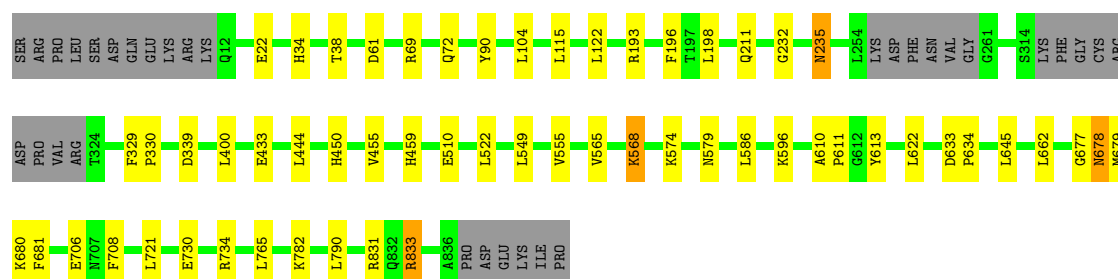 SER ARG PRO LEU SER ASP GLN GLU LYS ARG LYS Q12 E22 H34 T38 D61 R69 Q72 Y90 L104 L115 L122 R193 F196 T197 L198 Q211 G232 N235 L254 LYS ASP PHE ASN VAL GLY G261 S314 LYS PHE GLY CYS ARG
ASP PRO VAL ARG T324 F329 P330 D339 L400 E433 L444 H450 V455 H459 E510 L522 L549 V555 V565 K568 K574 N579 L586 K596 A610 P611 G612 Y613 L622 D633 P634 L645 L662 G677 N678 M679
K680 F681 E706 N707 F708 L721 E730 R734 L765 K782 L790 R831 Q832 R833 A836 PRO ASP GLU LYS ILE PRO